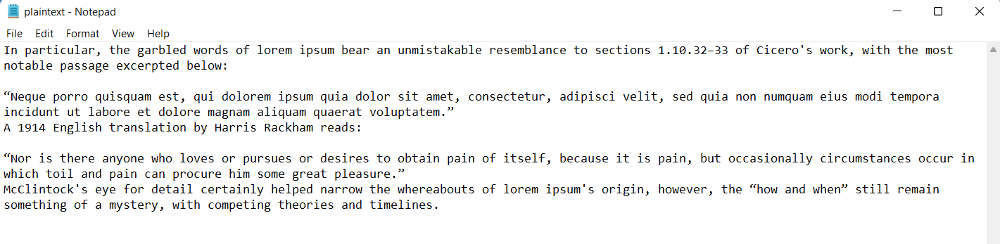 plaintext - Notepad
File Edit Format View Help
In particular, the garbled words of lorem ipsum bear an unmistakable resemblance to sections 1.10.32–33 of Cicero's work, with the most
notable passage excerpted below:
“Neque porro quisquam est, qui dolorem ipsum quia dolor sit amet, consectetur, adipisci velit, sed quia non numquam eius modi tempora
incidunt ut labore et dolore magnam aliquam quaerat voluptatem.”
A 1914 English translation by Harris Rackham reads:
“Nor is there anyone who loves or pursues or desires to obtain pain of itself, because it is pain, but occasionally circumstances occur in
which toil and pain can procure him some great pleasure.”
McClintock's eye for detail certainly helped narrow the whereabouts of lorem ipsum's origin, however, the “how and when” still remain
something of a mystery, with competing theories and timelines.